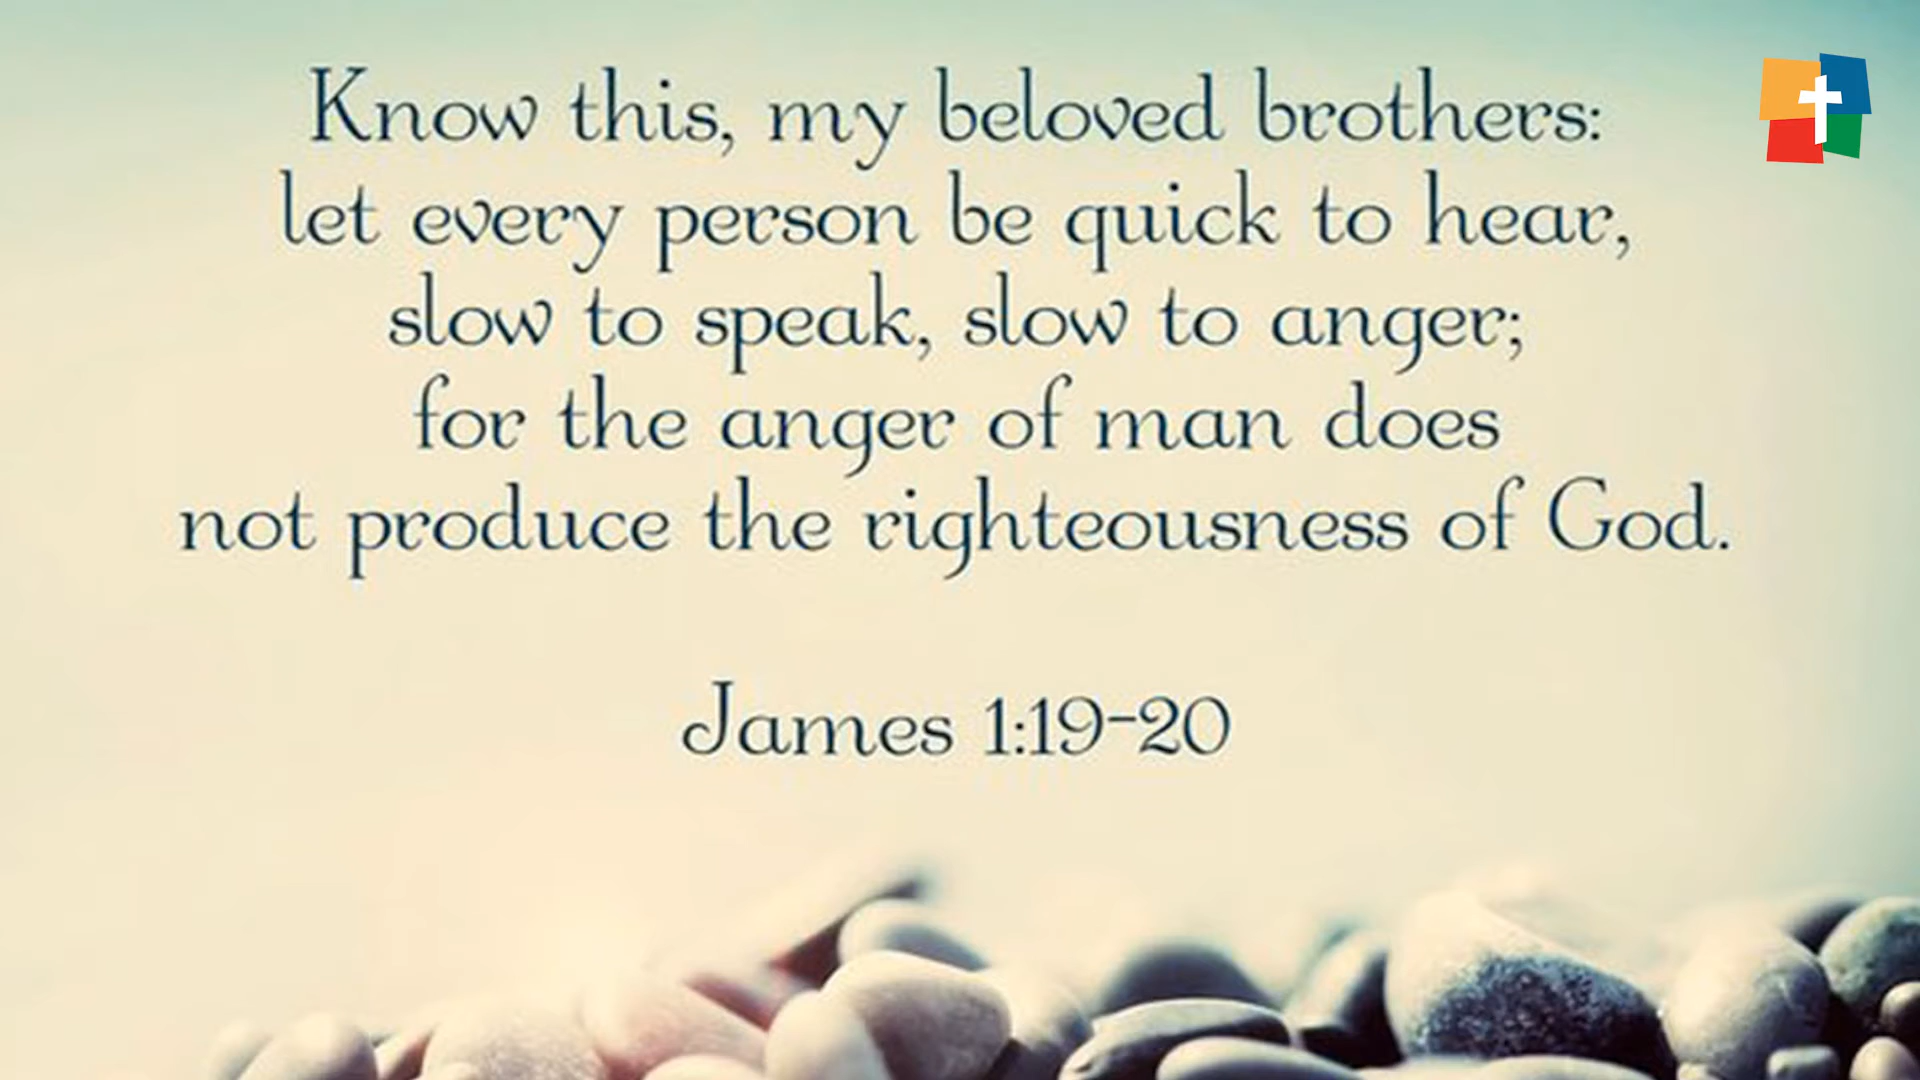 Know this, my beloved brothers:
let every person be quick to hear,
slow to speak, slow to anger;
for the anger of man does
not produce the righteousness of God.
James 1:19-20